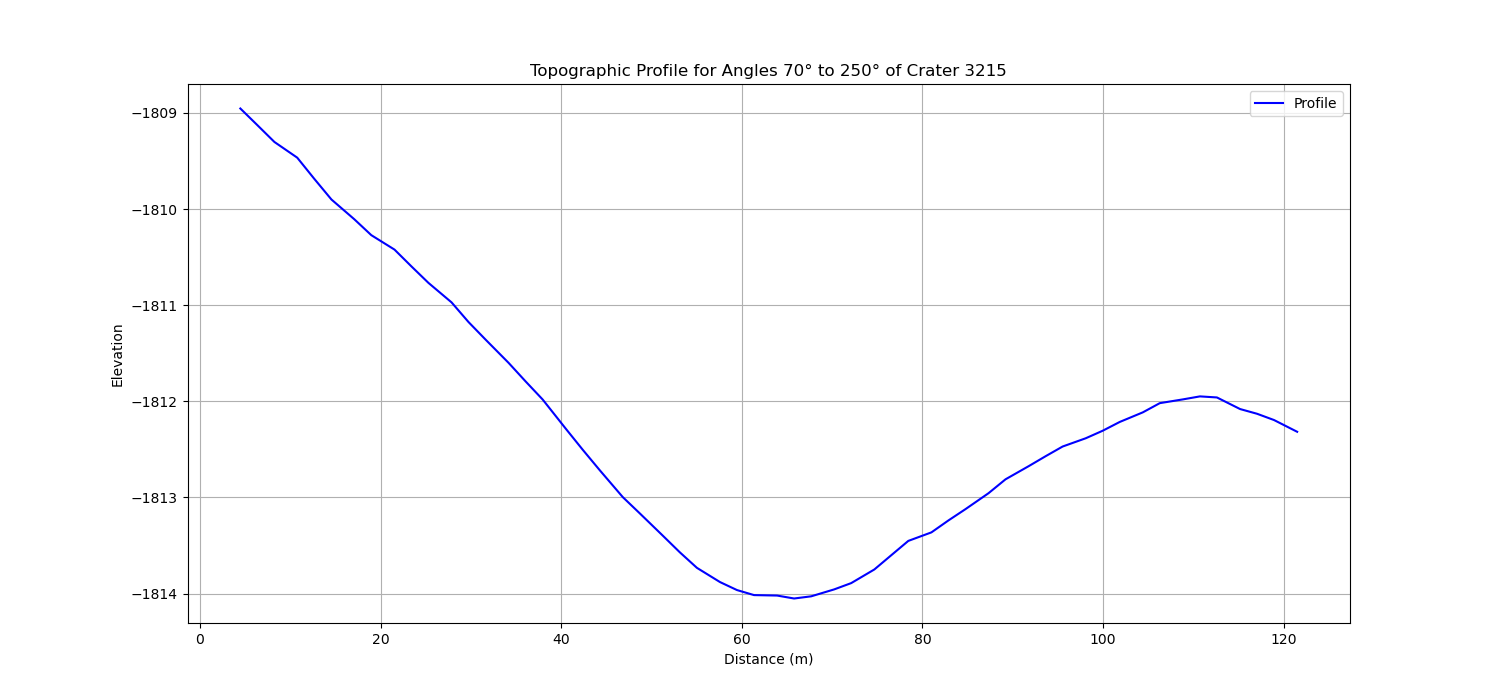 Topographic Profile for Angles 70° to 250° of Crater 3215
Profile
−1809
−1810
−1811
−1812
−1813
−1814
Elevation
0 20 40 60 80 100 120
Distance (m)